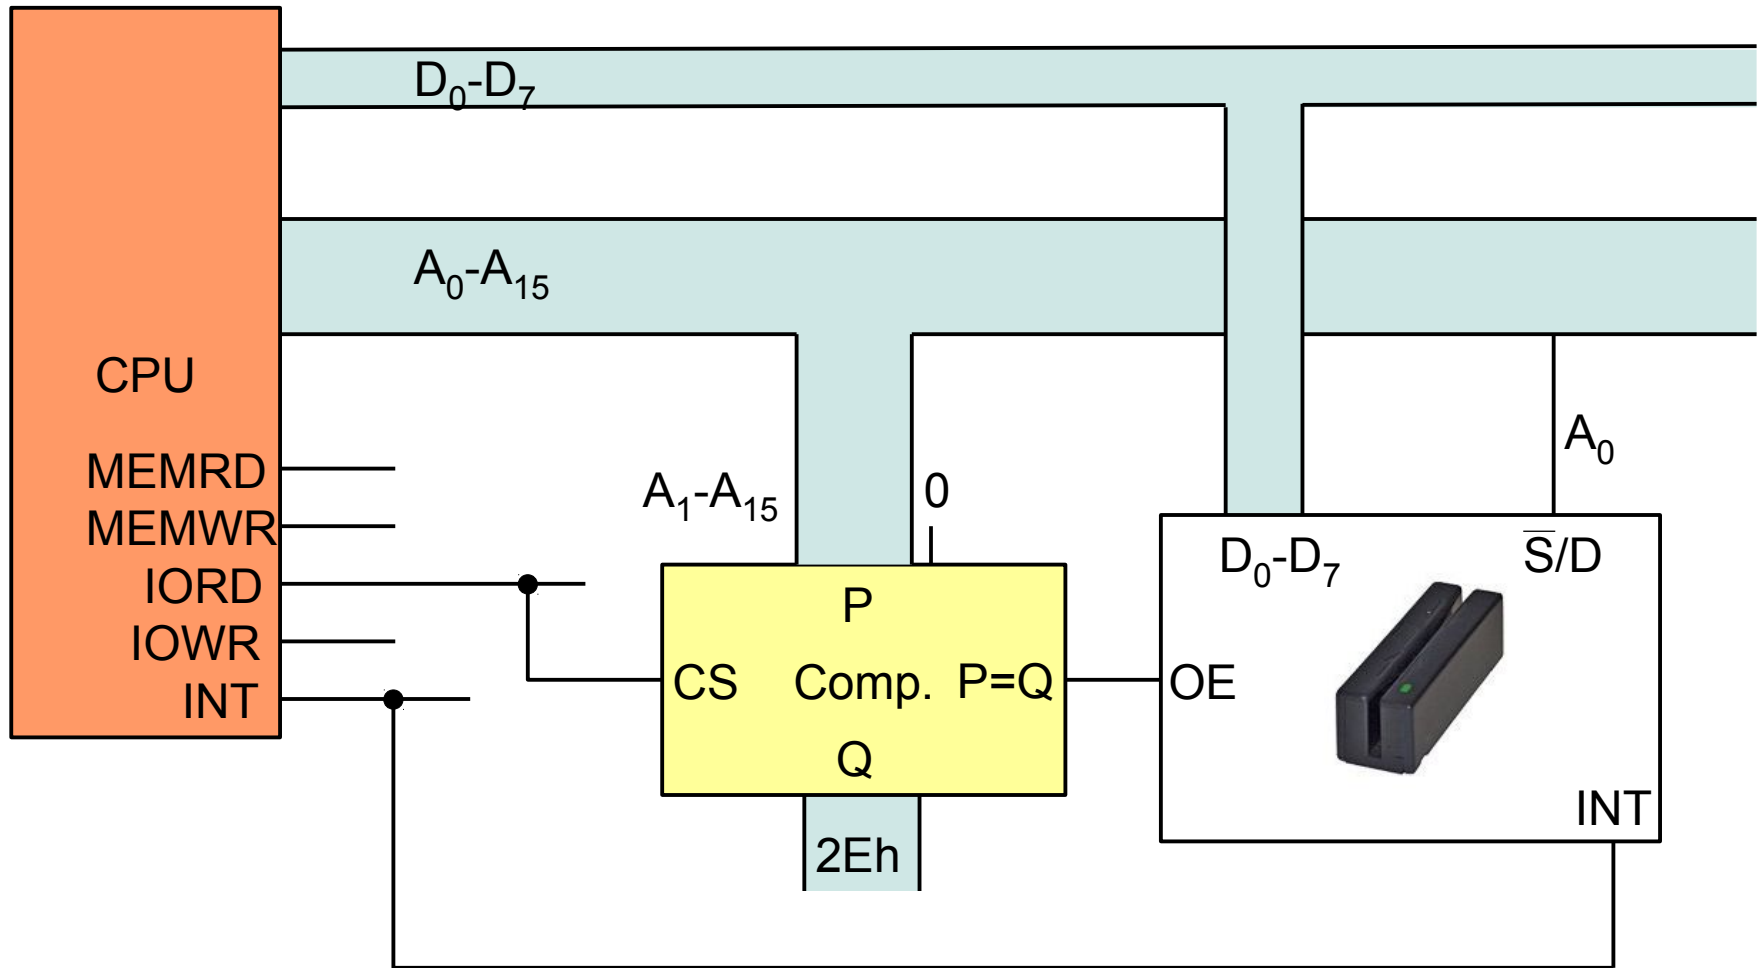 D₀-D₇
A₀-A₁₅
CPU
A₀
MEMRD
A₁-A₁₅
0
MEMWR
D₀-D₇
S̅/D
IORD
P
IOWR
CS
Comp.
P=Q
OE
INT
Q
INT
2Eh